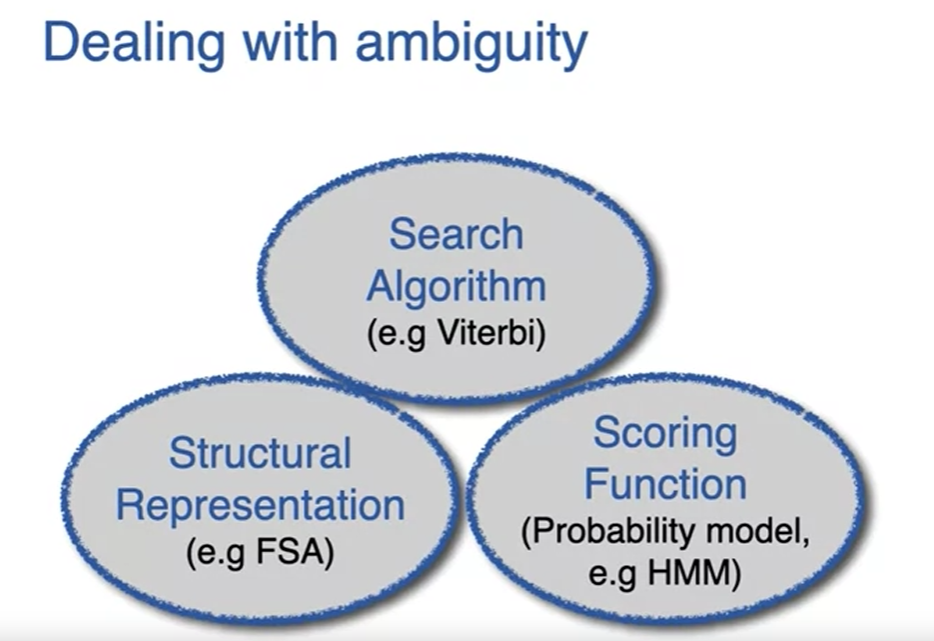 Dealing with ambiguity
Search
Algorithm
(e.g Viterbi)
Structural
Representation
(e.g FSA)
Scoring
Function
(Probability model,
e.g HMM)